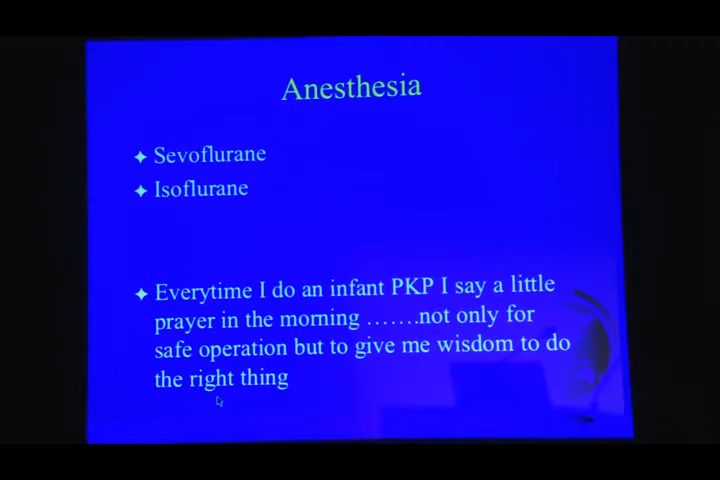 Anesthesia
Sevoflurane
Isoflurane
Everytime I do an infant PKP I say a little
prayer in the morning …….not only for
safe operation but to give me wisdom to do
the right thing